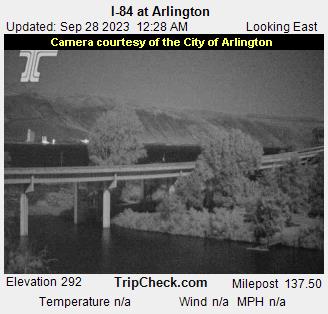 I-84 at Arlington
Updated: Sep 28 2023 12:28 AM Looking East
Camera courtesy of the City of Arlington
Elevation 292 TripCheck.com Milepost 137.50
Temperature n/a Wind n/a MPH n/a